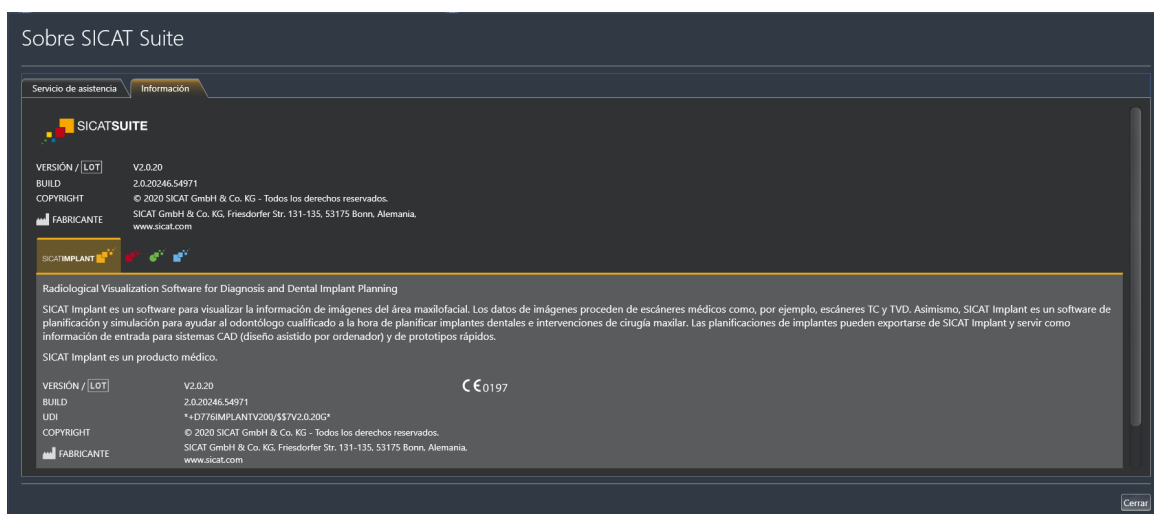 Sobre SICAT Suite
Servicio de asistencia
Información
SICATSUITE
VERSIÓN / LOT V2.0.20
BUILD 2.0.20246.54971
COPYRIGHT © 2020 SICAT GmbH & Co. KG - Todos los derechos reservados.
FABRICANTE SICAT GmbH & Co. KG, Friesdorfer Str. 131-135, 53175 Bonn, Alemania,
www.sicat.com
SICATIMPLANT
Radiological Visualization Software for Diagnosis and Dental Implant Planning
SICAT Implant es un software para visualizar la información de imágenes del área maxilofacial. Los datos de imágenes proceden de escáneres médicos como, por ejemplo, escáneres TC y TVD. Asimismo, SICAT Implant es un software de
planificación y simulación para ayudar al odontólogo cualificado a la hora de planificar implantes dentales e intervenciones de cirugía maxilar. Las planificaciones de implantes pueden exportarse de SICAT Implant y servir como
información de entrada para sistemas CAD (diseño asistido por ordenador) y de prototipos rápidos.
SICAT Implant es un producto médico.
VERSIÓN / LOT V2.0.20 CE0197
BUILD 2.0.20246.54971
UDI *+D776IMPLANTV200/$$7V2.0.20G*
COPYRIGHT © 2020 SICAT GmbH & Co. KG - Todos los derechos reservados.
FABRICANTE SICAT GmbH & Co. KG, Friesdorfer Str. 131-135, 53175 Bonn, Alemania,
www.sicat.com
Cerrar